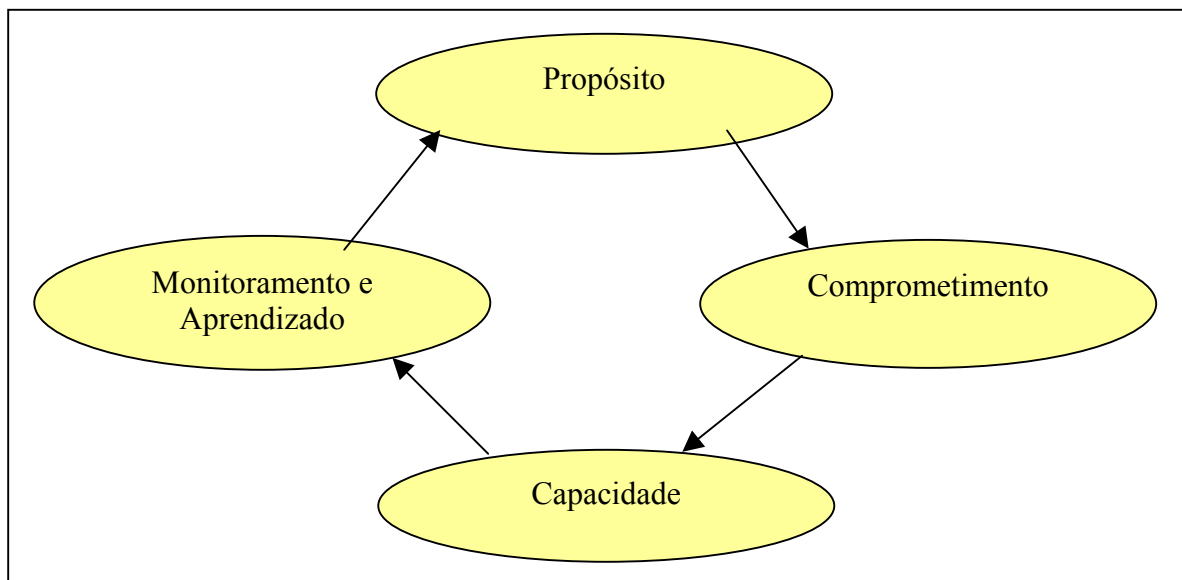 Propósito
Comprometimento
Capacidade
Monitoramento e
Aprendizado